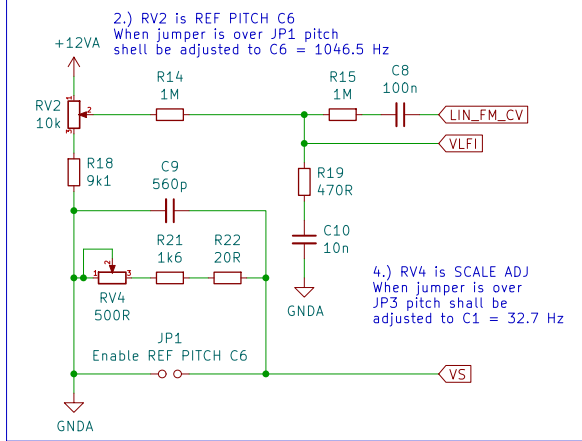 2.) RV2 is REF PITCH C6
When jumper is over JP1 pitch
shell be adjusted to C6 = 1046.5 Hz
+12VA
RV2
10k
1
2
3
R14
1M
R15
1M
C8
100n
LIN_FM_CV
VLFI
R18
9k1
C9
560p
R19
470R
C10
10n
GNDA
R21
1k6
R22
20R
1
2
3
RV4
500R
4.) RV4 is SCALE ADJ
When jumper is over
JP3 pitch shall be
adjusted to C1 = 32.7 Hz
JP1
Enable REF PITCH C6
VS
GNDA